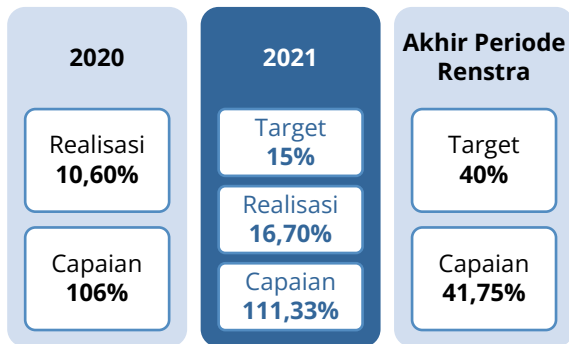 2020
Realisasi
10,60%
Capaian
106%
2021
Target
15%
Realisasi
16,70%
Capaian
111,33%
Akhir Periode
Renstra
Target
40%
Capaian
41,75%